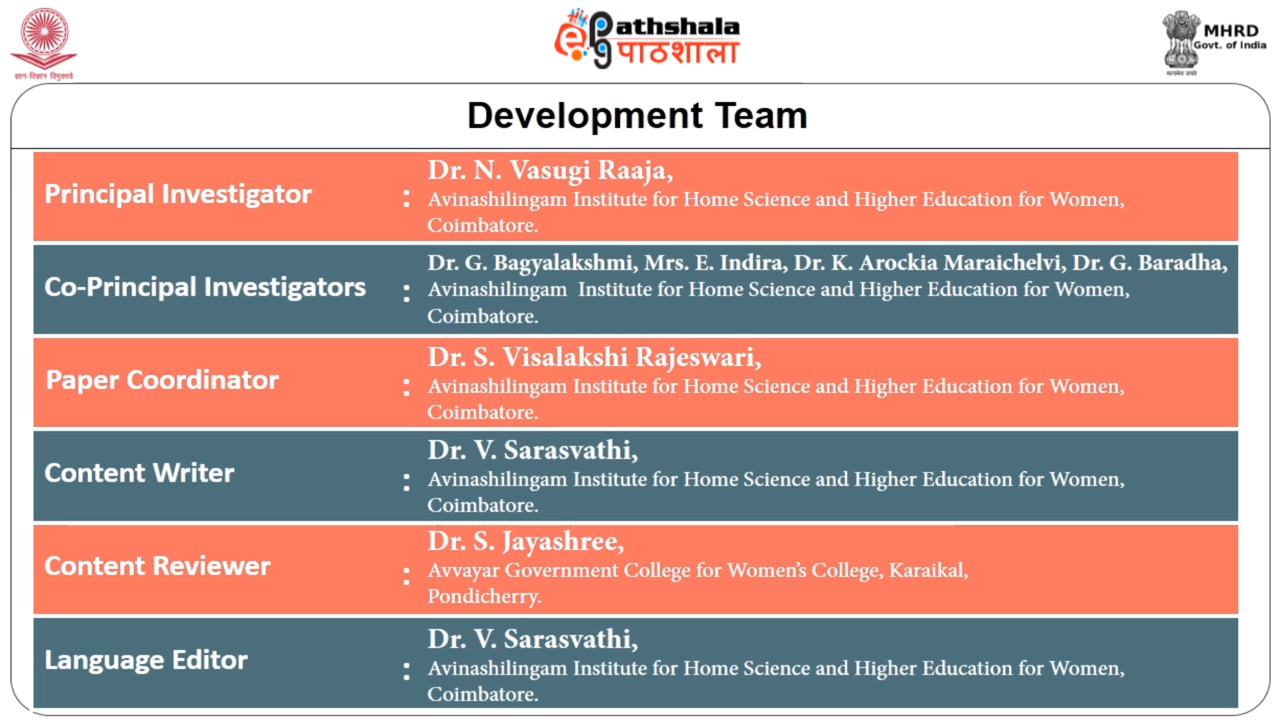 ज्ञान-विज्ञान विमुक्तये
ePathshala
पाठशाला
MHRD
Govt. of India
सत्यमेव जयते
Development Team
Principal Investigator
:
Dr. N. Vasugi Raaja,
Avinashilingam Institute for Home Science and Higher Education for Women,
Coimbatore.
Co-Principal Investigators
:
Dr. G. Bagyalakshmi, Mrs. E. Indira, Dr. K. Arockia Maraichelvi, Dr. G. Baradha,
Avinashilingam Institute for Home Science and Higher Education for Women,
Coimbatore.
Paper Coordinator
:
Dr. S. Visalakshi Rajeswari,
Avinashilingam Institute for Home Science and Higher Education for Women,
Coimbatore.
Content Writer
:
Dr. V. Sarasvathi,
Avinashilingam Institute for Home Science and Higher Education for Women,
Coimbatore.
Content Reviewer
:
Dr. S. Jayashree,
Avvayar Government College for Women's College, Karaikal,
Pondicherry.
Language Editor
:
Dr. V. Sarasvathi,
Avinashilingam Institute for Home Science and Higher Education for Women,
Coimbatore.